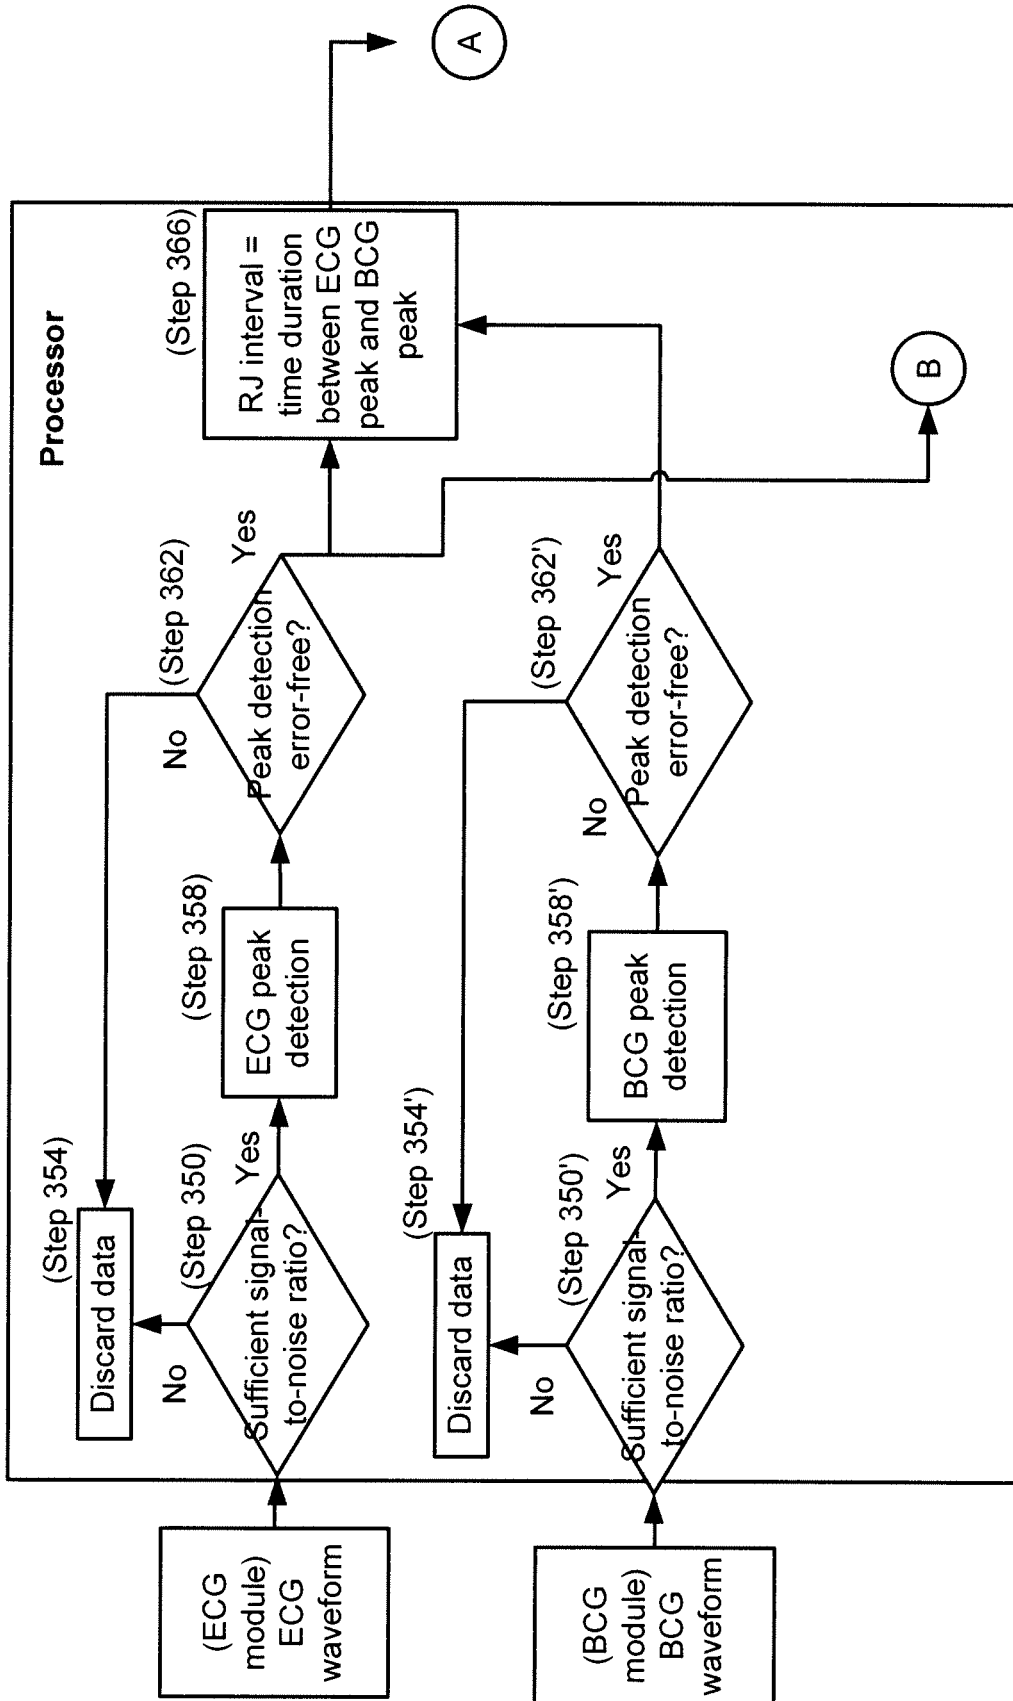 Processor
(ECG
module)
ECG
waveform
(Step 350)
Sufficient signal-
to-noise ratio?
No
Yes
(Step 354)
Discard data
(Step 358)
ECG peak
detection
(Step 362)
Peak detection
error-free?
No
Yes
(Step 366)
RJ interval =
time duration
between ECG
peak and BCG
peak
A
(BCG
module)
BCG
waveform
(Step 350')
Sufficient signal-
to-noise ratio?
No
Yes
(Step 354')
Discard data
(Step 358')
BCG peak
detection
(Step 362')
Peak detection
error-free?
No
Yes
B